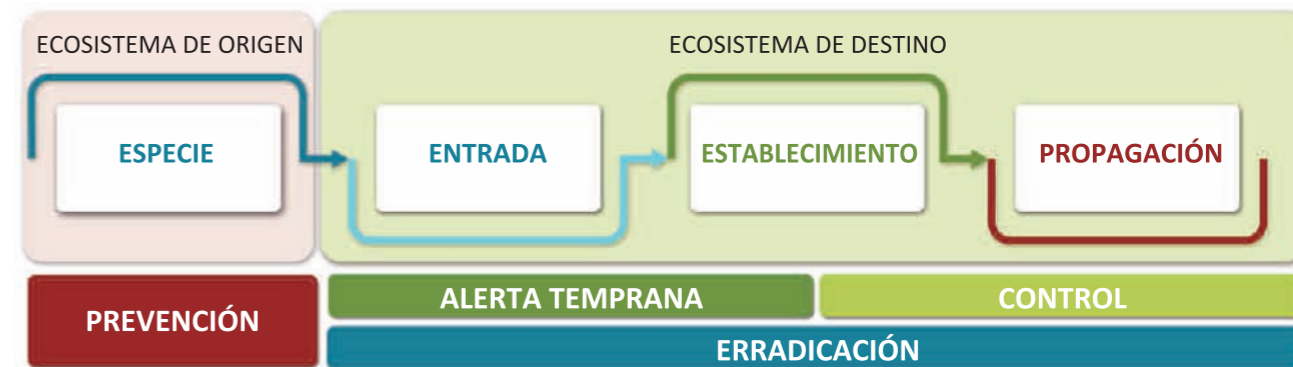 ECOSISTEMA DE ORIGEN
ECOSISTEMA DE DESTINO
ESPECIE
ENTRADA
ESTABLECIMIENTO
PROPAGACIÓN
PREVENCIÓN
ALERTA TEMPRANA
CONTROL
ERRADICACIÓN